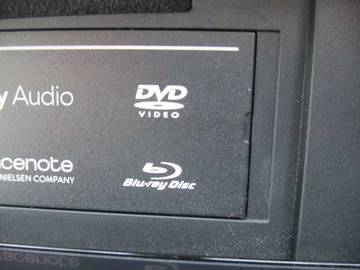 y Audio
DVD
VIDEO
cenote
NIELSEN COMPANY
Blu-ray Disc